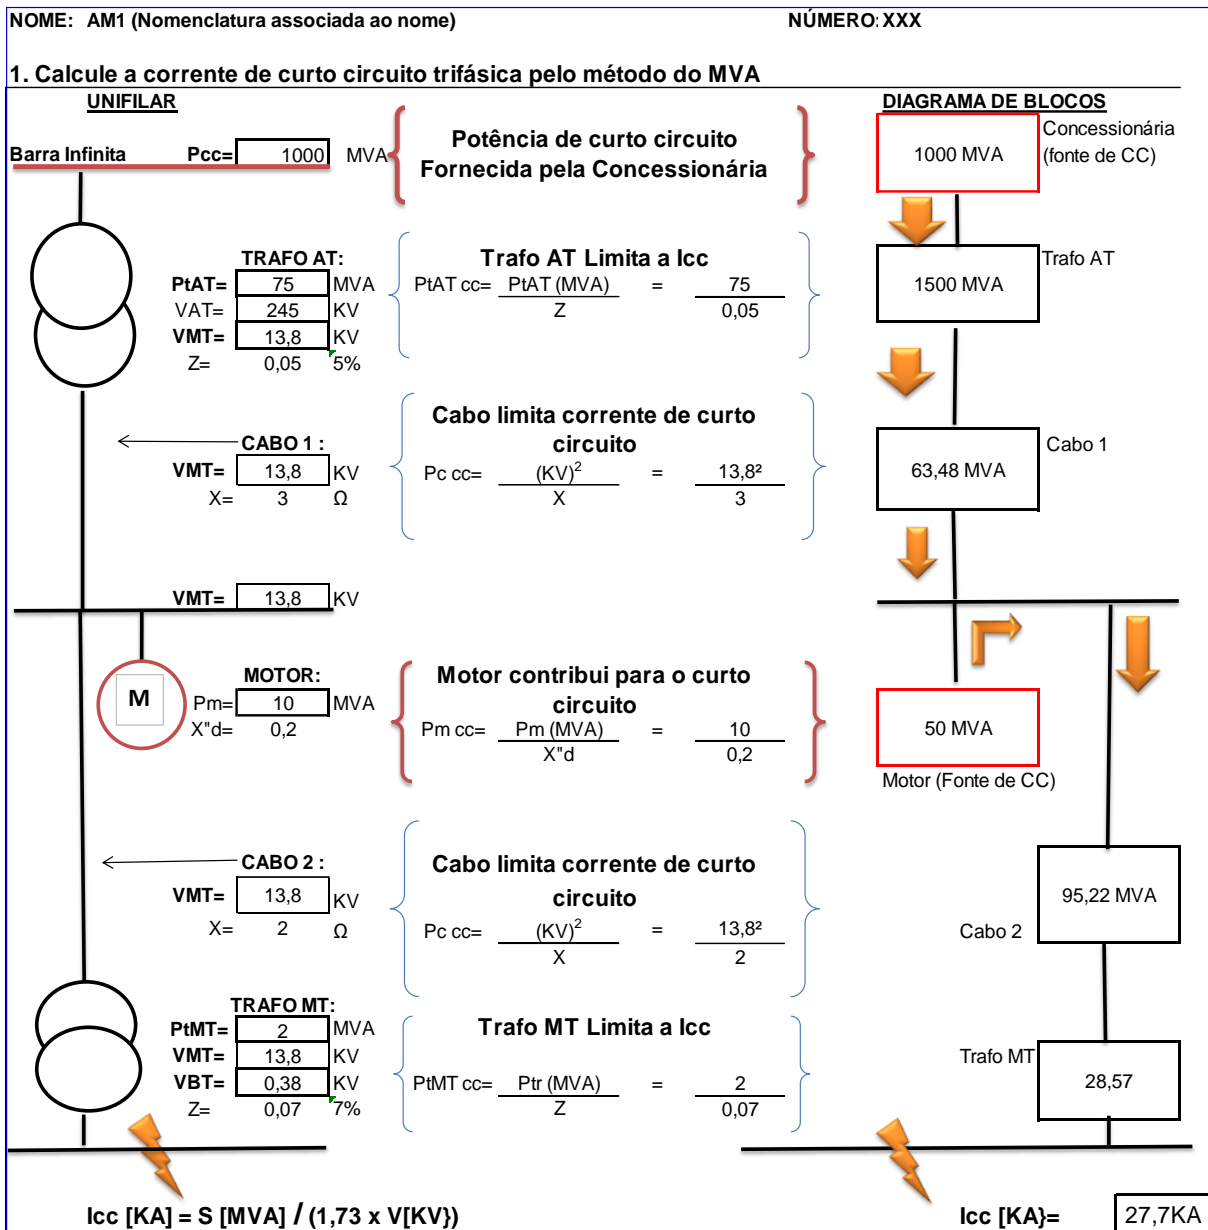 NOME: AM1 (Nomenclatura associada ao nome) NÚMERO: XXX
1. Calcule a corrente de curto circuito trifásica pelo método do MVA
UNIFILAR
DIAGRAMA DE BLOCOS
Barra Infinita Pcc= 1000 MVA
Potência de curto circuito
Fornecida pela Concessionária
1000 MVA
Concessionária
(fonte de CC)
TRAFO AT:
PtAT= 75 MVA
VAT= 245 KV
VMT= 13,8 KV
Z= 0,05 5%
Trafo AT Limita a Icc
PtAT cc= PtAT (MVA) = 75
Z 0,05
Trafo AT
1500 MVA
CABO 1 :
VMT= 13,8 KV
X= 3 Ω
Cabo limita corrente de curto
circuito
Pc cc= (KV)² = 13,8²
X 3
Cabo 1
63,48 MVA
VMT= 13,8 KV
M
MOTOR:
Pm= 10 MVA
X"d= 0,2
Motor contribui para o curto
circuito
Pm cc= Pm (MVA) = 10
X"d 0,2
50 MVA
Motor (Fonte de CC)
CABO 2 :
VMT= 13,8 KV
X= 2 Ω
Cabo limita corrente de curto
circuito
Pc cc= (KV)² = 13,8²
X 2
95,22 MVA
Cabo 2
TRAFO MT:
PtMT= 2 MVA
VMT= 13,8 KV
VBT= 0,38 KV
Z= 0,07 7%
Trafo MT Limita a Icc
PtMT cc= Ptr (MVA) = 2
Z 0,07
Trafo MT
28,57
Icc [KA] = S [MVA] / (1,73 x V[KV})
Icc [KA}= 27,7KA